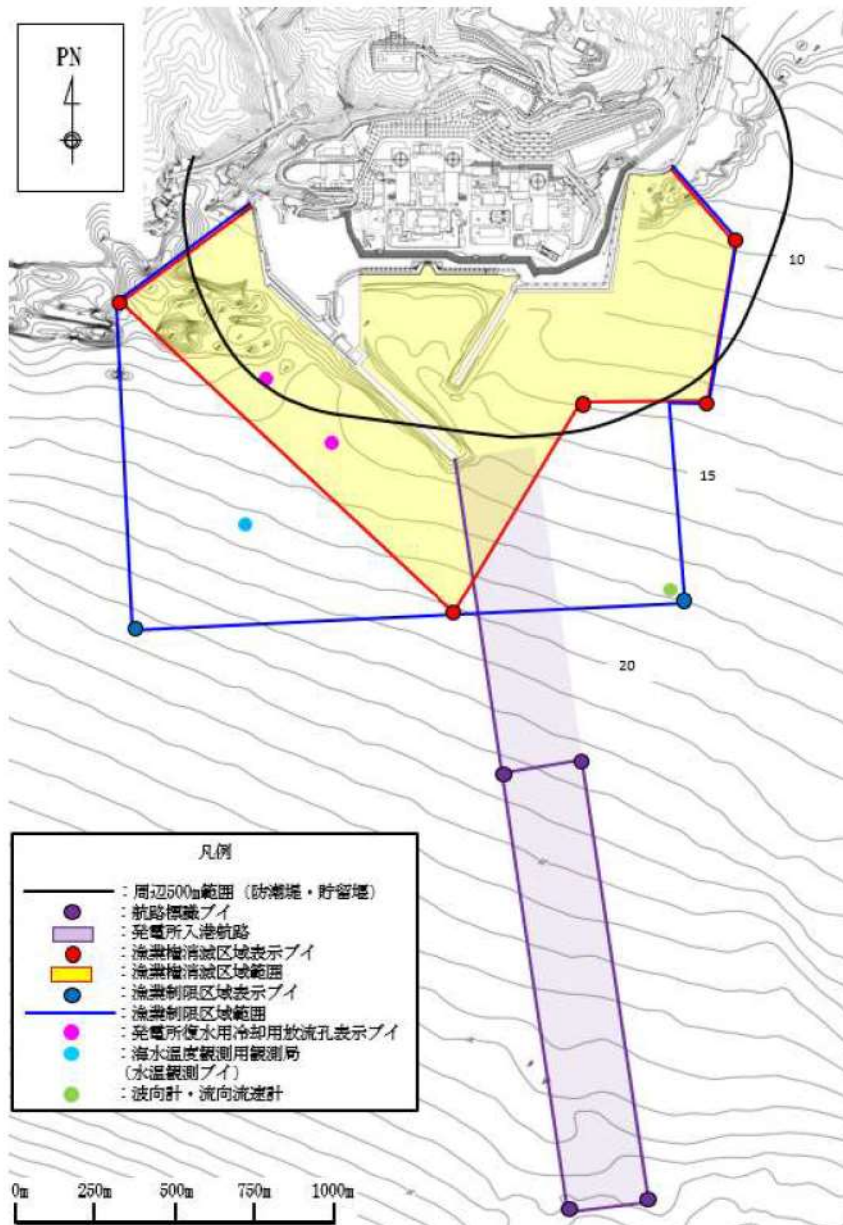 PN
10
15
20
凡例
：周辺500m範囲（防潮堤・貯留堰）
：航路標識ブイ
：発電所入港航路
：漁業権消滅区域表示ブイ
：漁業権消滅区域範囲
：漁業制限区域表示ブイ
：漁業制限区域範囲
：発電所復水用冷却用放流孔表示ブイ
：海水温度観測用観測局
（水温観測ブイ）
：波向計・流向流速計
0m 250m 500m 750m 1000m